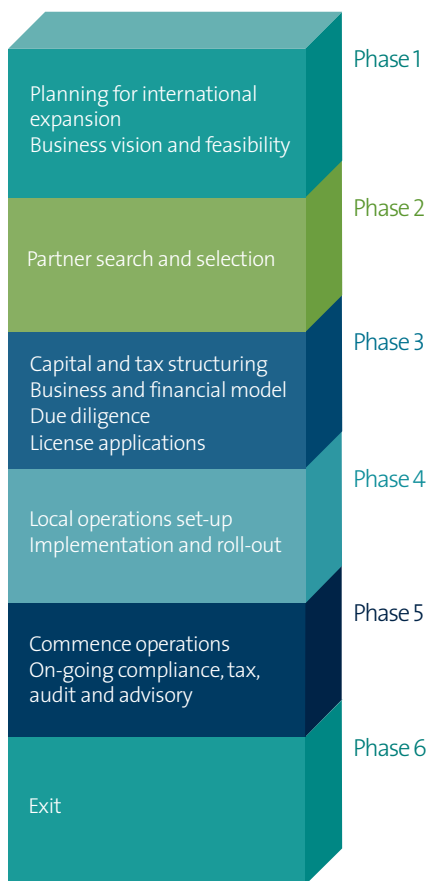 Phase 1
Planning for international
expansion
Business vision and feasibility
Phase 2
Partner search and selection
Phase 3
Capital and tax structuring
Business and financial model
Due diligence
License applications
Phase 4
Local operations set-up
Implementation and roll-out
Phase 5
Commence operations
On-going compliance, tax,
audit and advisory
Phase 6
Exit